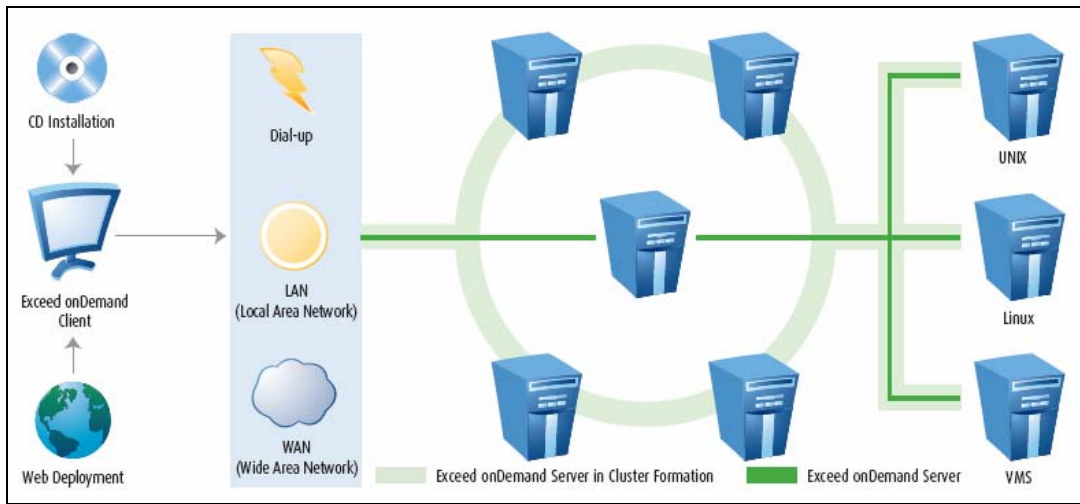 CD Installation
Exceed onDemand
Client
Web Deployment
Dial-up
LAN
(Local Area Network)
WAN
(Wide Area Network)
UNIX
Linux
VMS
Exceed onDemand Server in Cluster Formation
Exceed onDemand Server